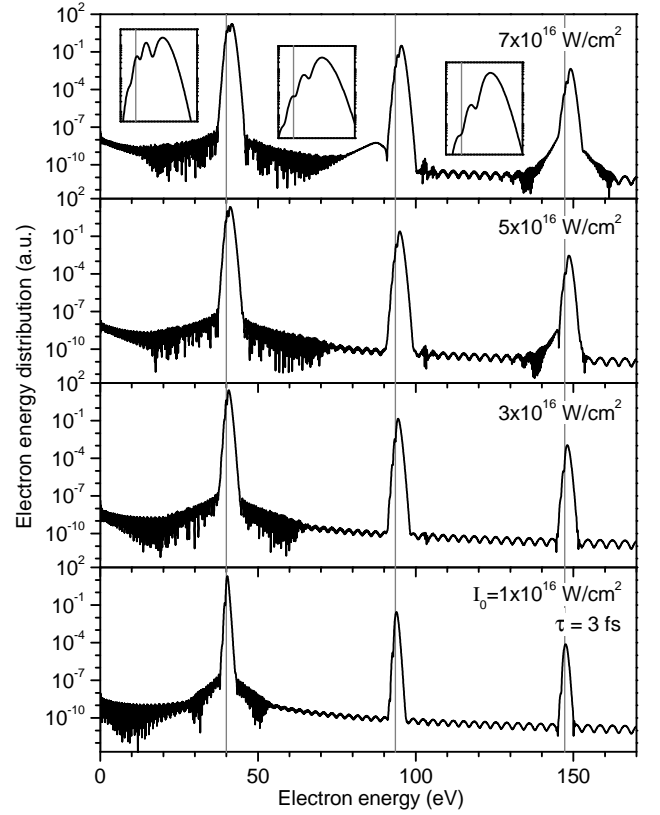 10²
7x10¹⁶ W/cm²
10⁻¹
10⁻⁴
10⁻⁷
10⁻¹⁰
10²
5x10¹⁶ W/cm²
10⁻¹
10⁻⁴
10⁻⁷
10⁻¹⁰
10²
3x10¹⁶ W/cm²
10⁻¹
10⁻⁴
10⁻⁷
10⁻¹⁰
10²
I₀=1x10¹⁶ W/cm²
10⁻¹
τ = 3 fs
10⁻⁴
10⁻⁷
10⁻¹⁰
0 50 100 150
Electron energy (eV)
Electron energy distribution (a.u.)